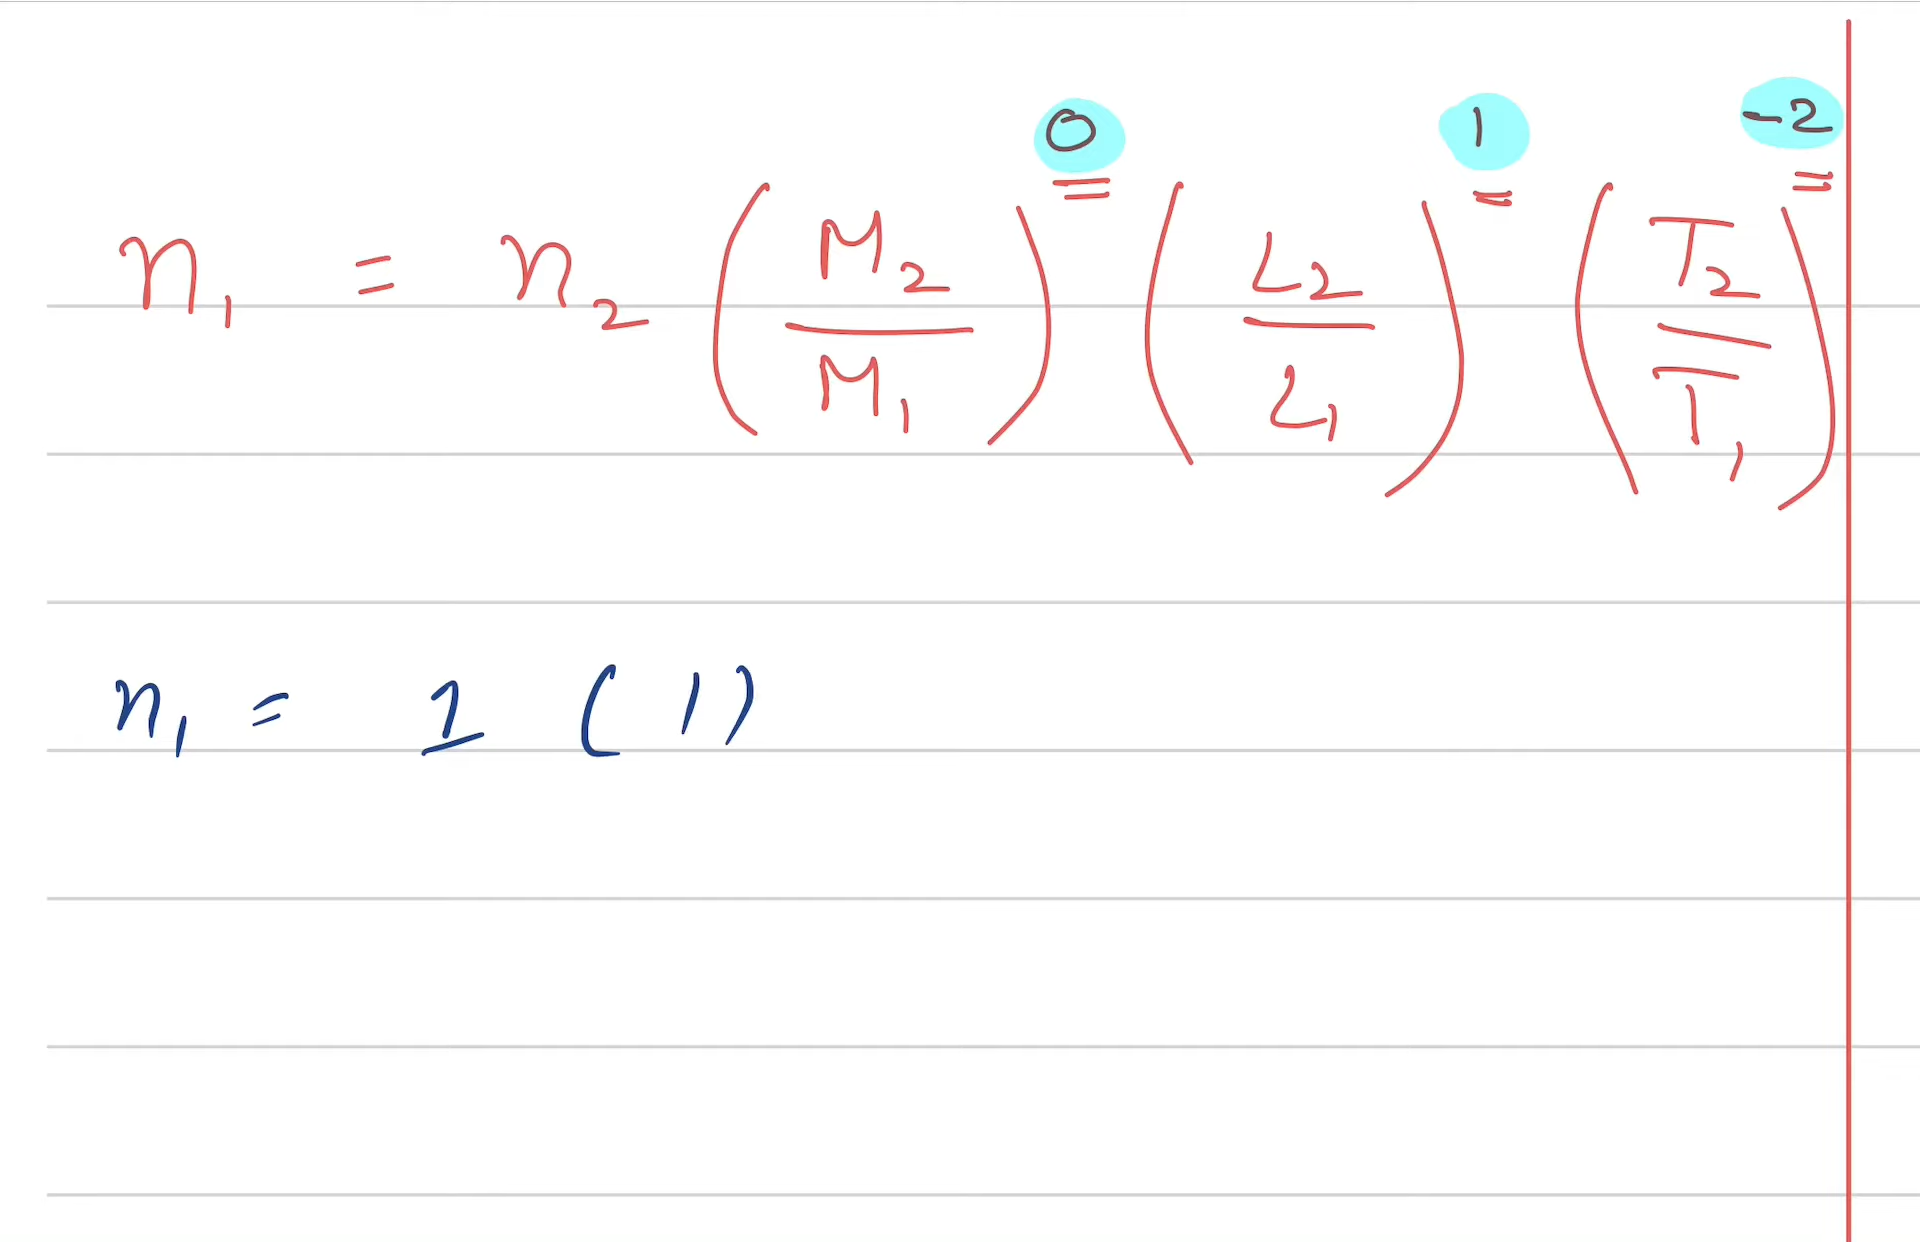 n₁ = n₂ (M₂/M₁)⁰ (L₂/L₁)¹ (T₂/T₁)⁻²
n₁ = 1 ( 1)